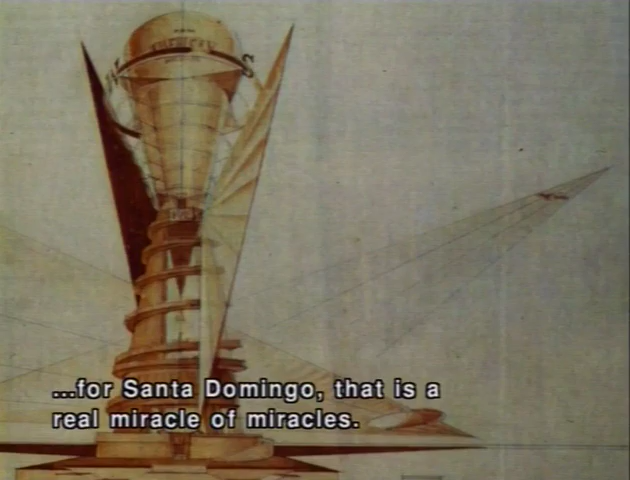 ...for Santa Domingo, that is a
real miracle of miracles.